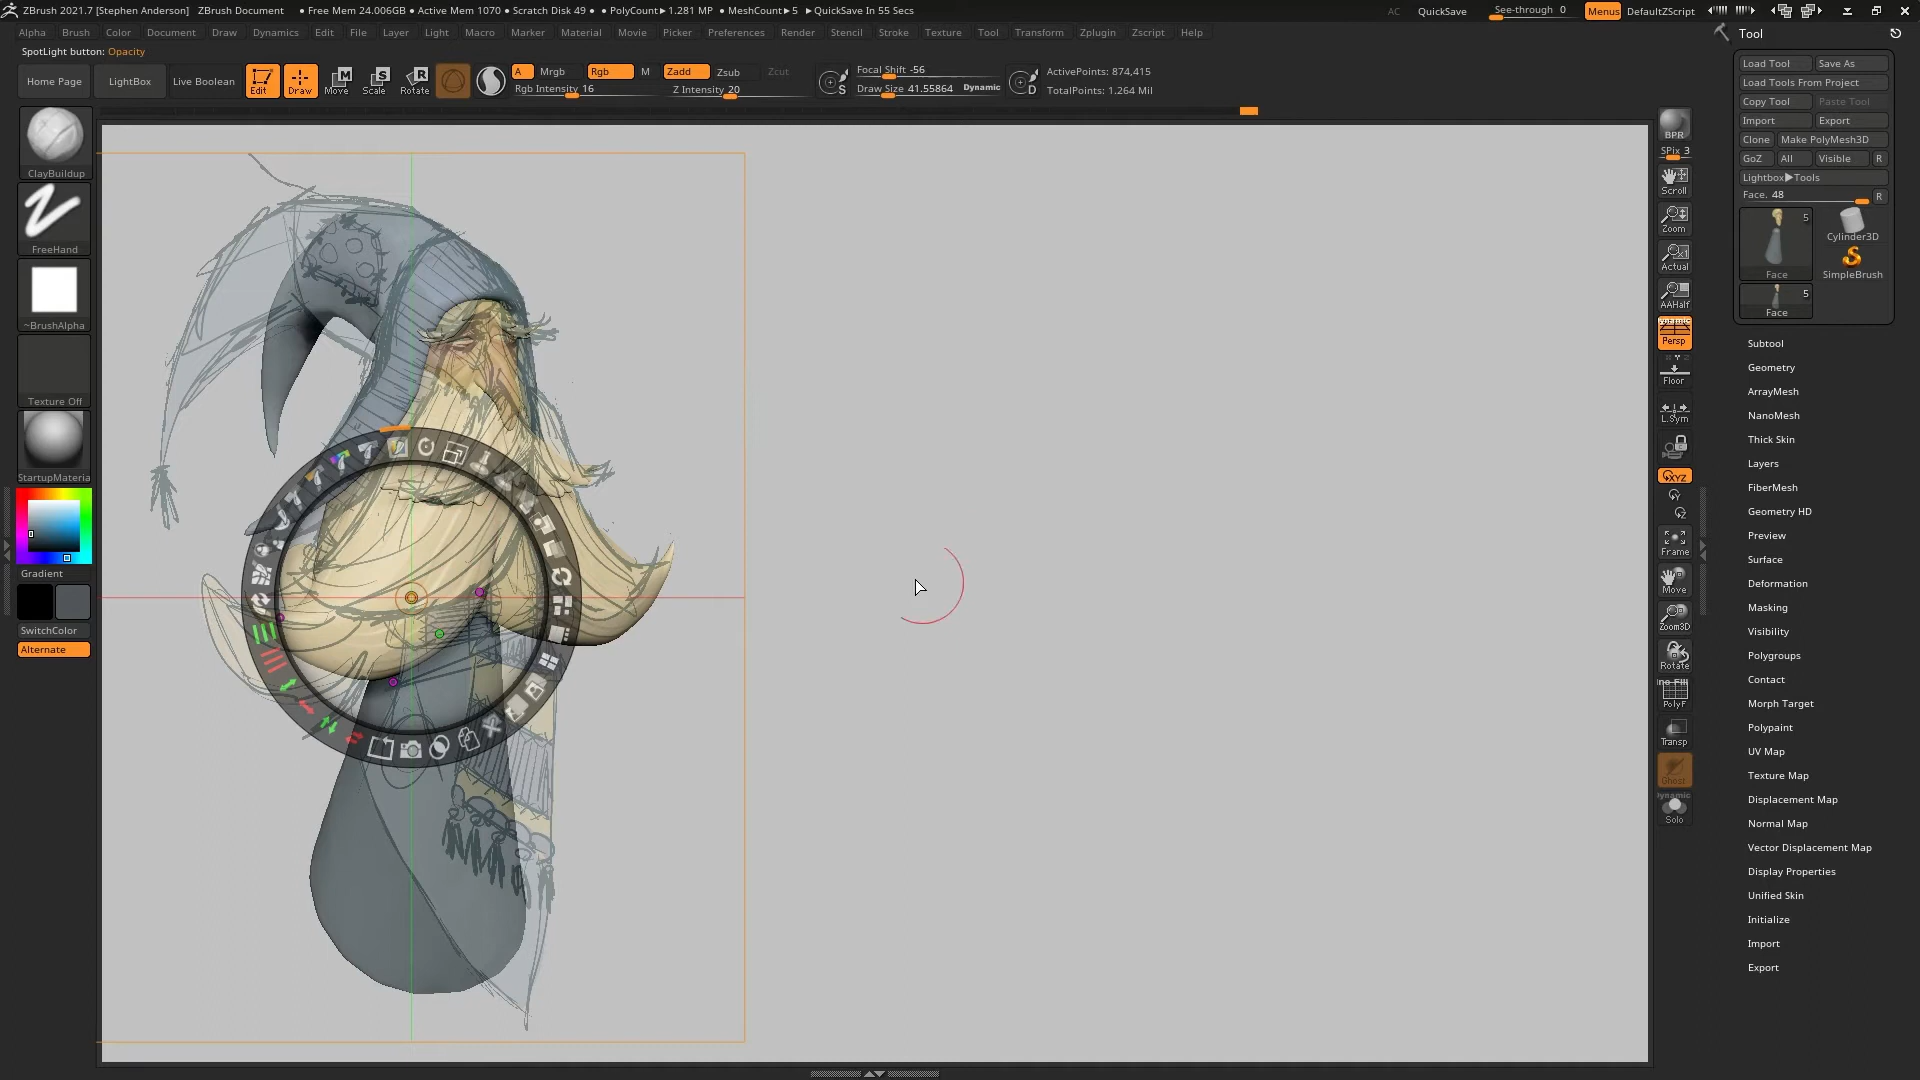 ZBrush 2021.7 [Stephen Anderson] ZBrush Document • Free Mem 24.006GB • Active Mem 1070 • Scratch Disk 49 • • PolyCount▸1.281 MP • MeshCount▸5 ▸QuickSave In 55 Secs AC QuickSave See-through 0 Menus DefaultZScript
Alpha Brush Color Document Draw Dynamics Edit File Layer Light Macro Marker Material Movie Picker Preferences Render Stencil Stroke Texture Tool Transform Zplugin Zscript Help
SpotLight button: Opacity
Home Page LightBox Live Boolean Edit Draw Move Scale Rotate
A Mrgb Rgb M Zadd Zsub Zcut
Rgb Intensity 16 Z Intensity 20
Focal Shift -56
Draw Size 41.55864 Dynamic
S D
ActivePoints: 874,415
TotalPoints: 1.264 Mil
ClayBuildup
FreeHand
~BrushAlpha
Texture Off
StartupMateria
Gradient
SwitchColor
Alternate
BPR
SPix 3
Scroll
Zoom
Actual
AAHalf
Dynamic
Persp
Floor
L.Sym
XYZ
Y
Z
Frame
Move
Zoom3D
Rotate
PolyF
Transp
Ghost
Dynamic
Solo
Tool
Load Tool Save As
Load Tools From Project
Copy Tool Paste Tool
Import Export
Clone Make PolyMesh3D
GoZ All Visible R
Lightbox▶Tools
Face. 48 R
5
Face
Cylinder3D
SimpleBrush
5
Face
Subtool
Geometry
ArrayMesh
NanoMesh
Thick Skin
Layers
FiberMesh
Geometry HD
Preview
Surface
Deformation
Masking
Visibility
Polygroups
Contact
Morph Target
Polypaint
UV Map
Texture Map
Displacement Map
Normal Map
Vector Displacement Map
Display Properties
Unified Skin
Initialize
Import
Export